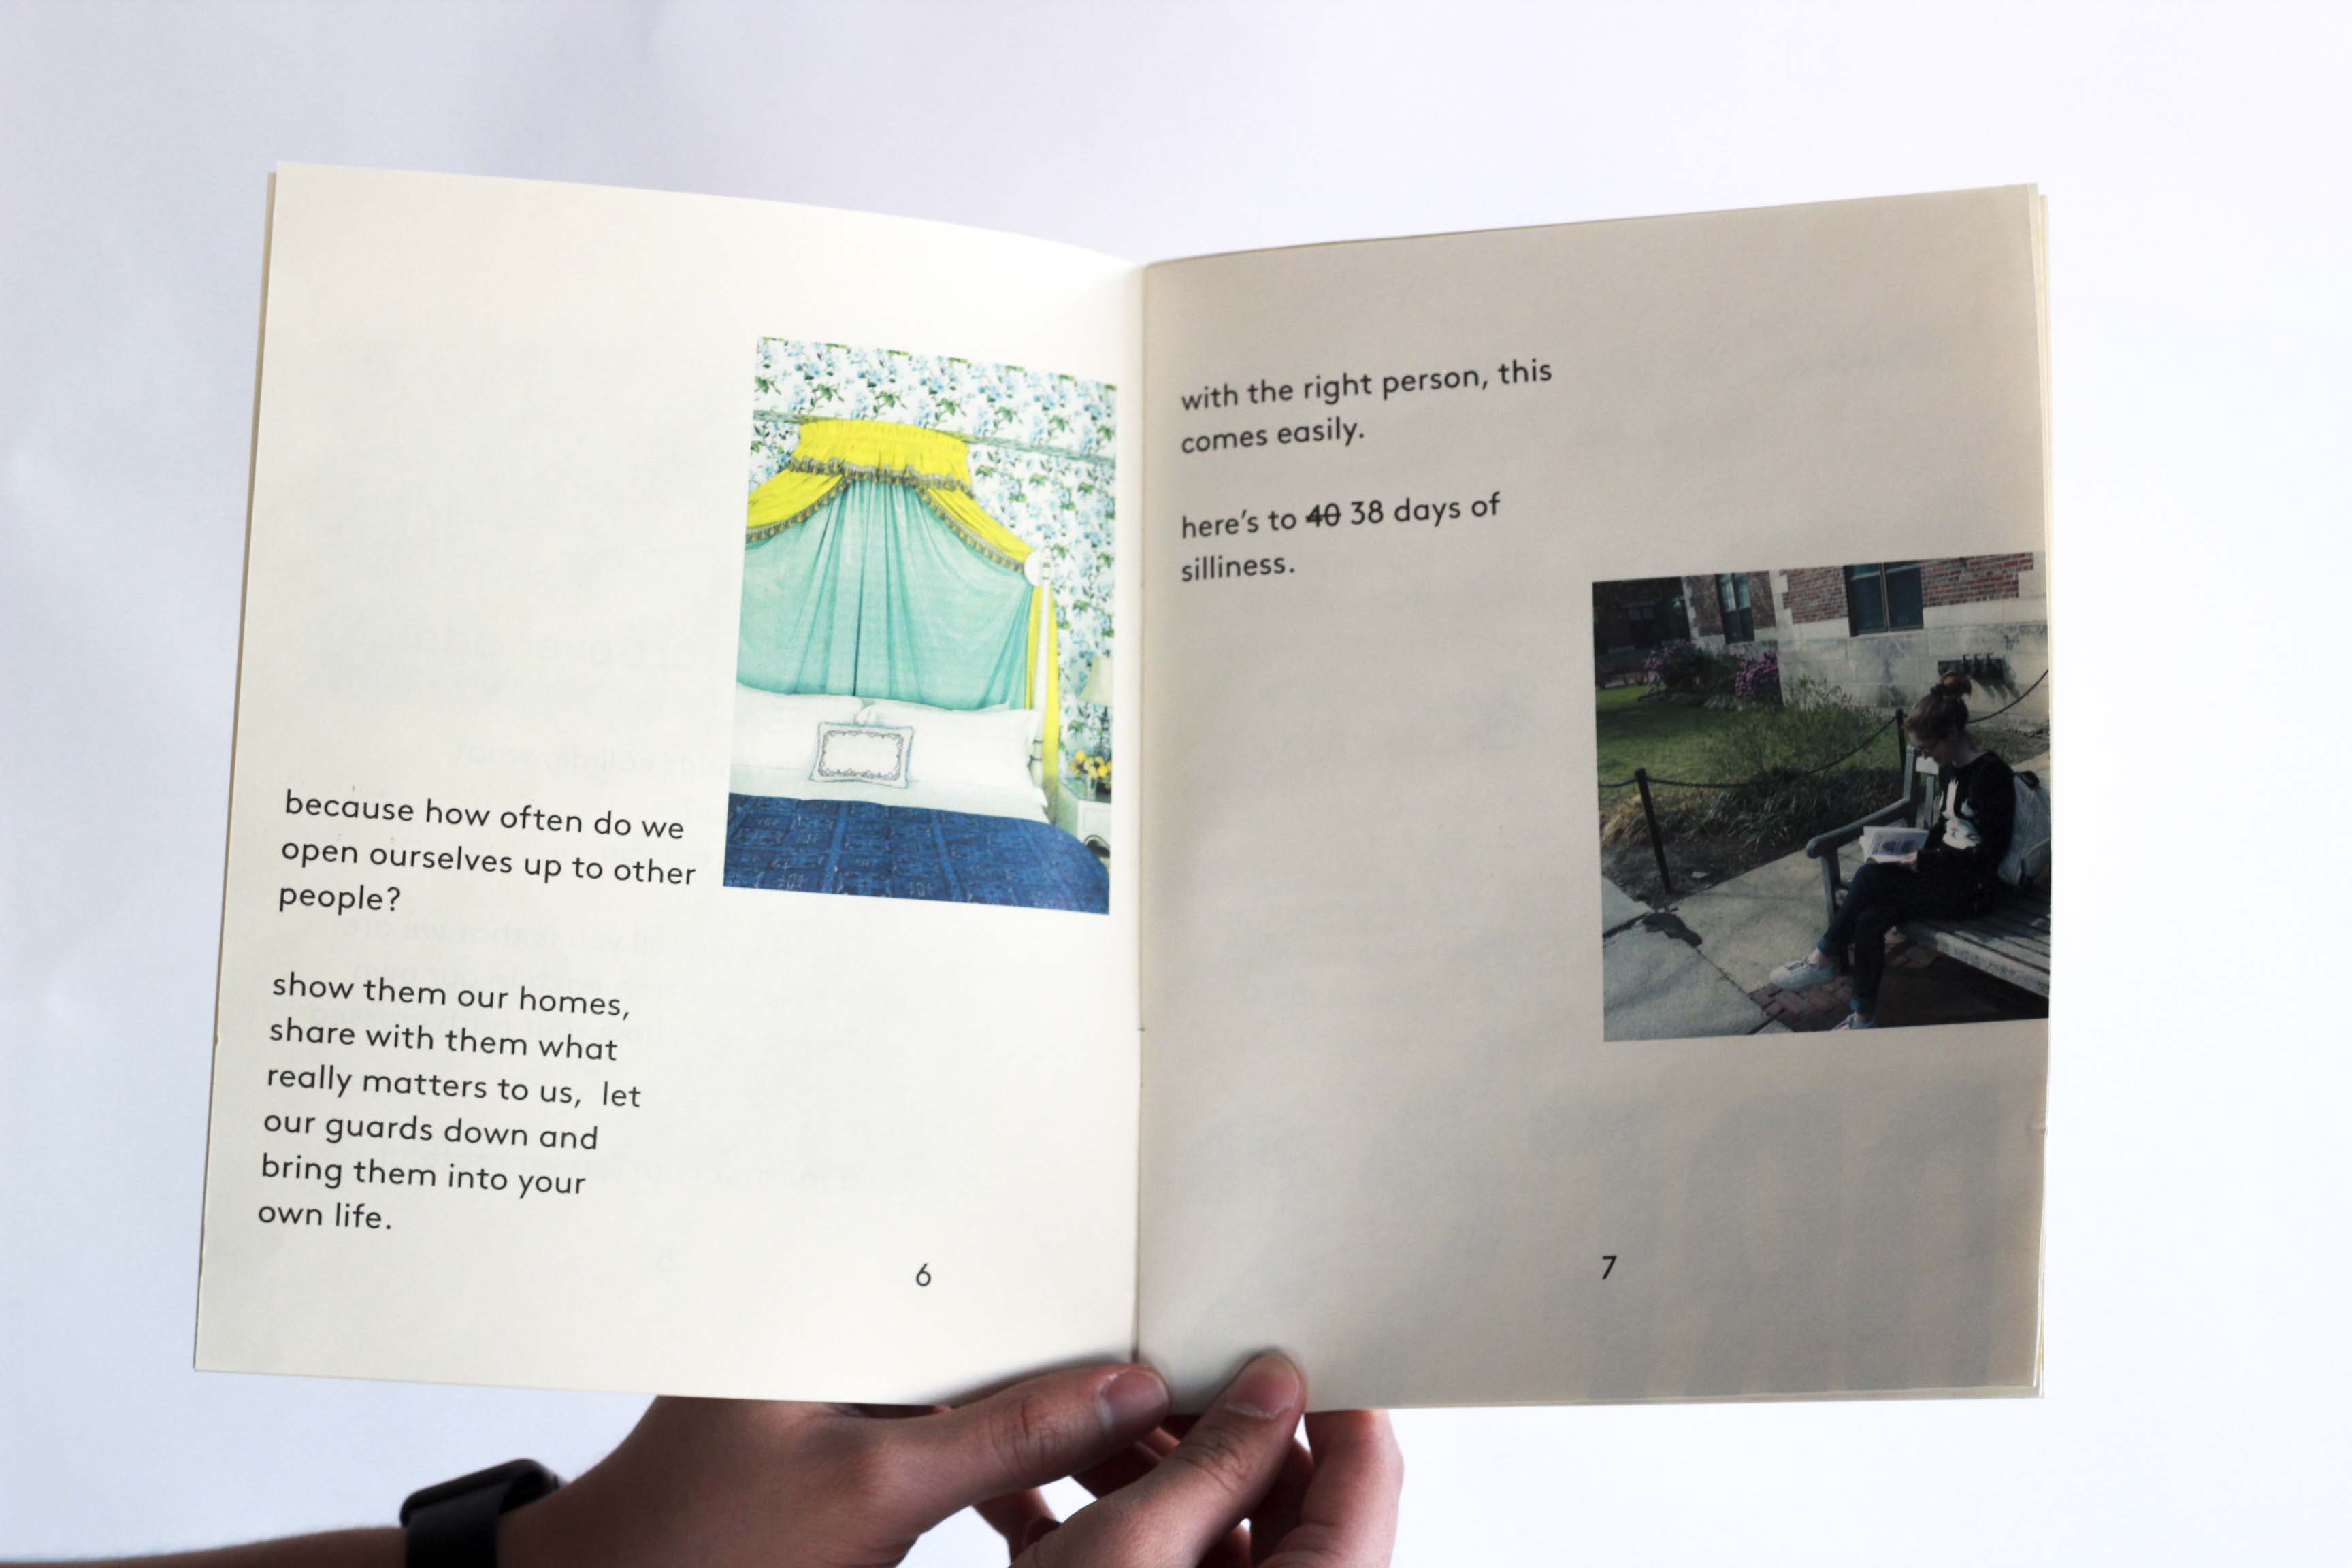 because how often do we
open ourselves up to other
people?
show them our homes,
share with them what
really matters to us,  let
our guards down and
bring them into your
own life.
6
with the right person, this
comes easily.
here's to 40 38 days of
silliness.
7